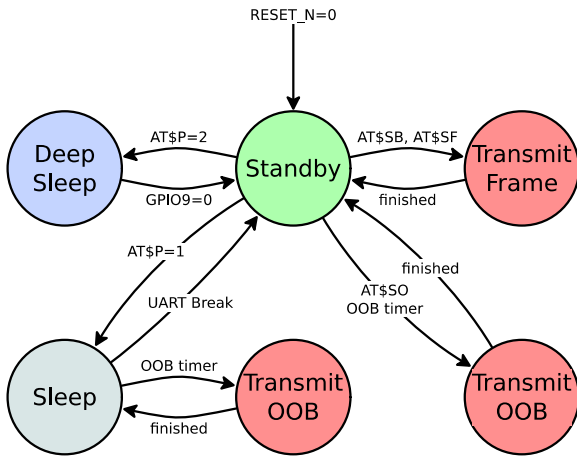 RESET_N=0
AT$P=2
AT$SB, AT$SF
Deep
Sleep
Standby
Transmit
Frame
GPIO9=0
finished
AT$P=1
finished
UART Break
AT$SO
OOB timer
OOB timer
Sleep
Transmit
OOB
Transmit
OOB
finished